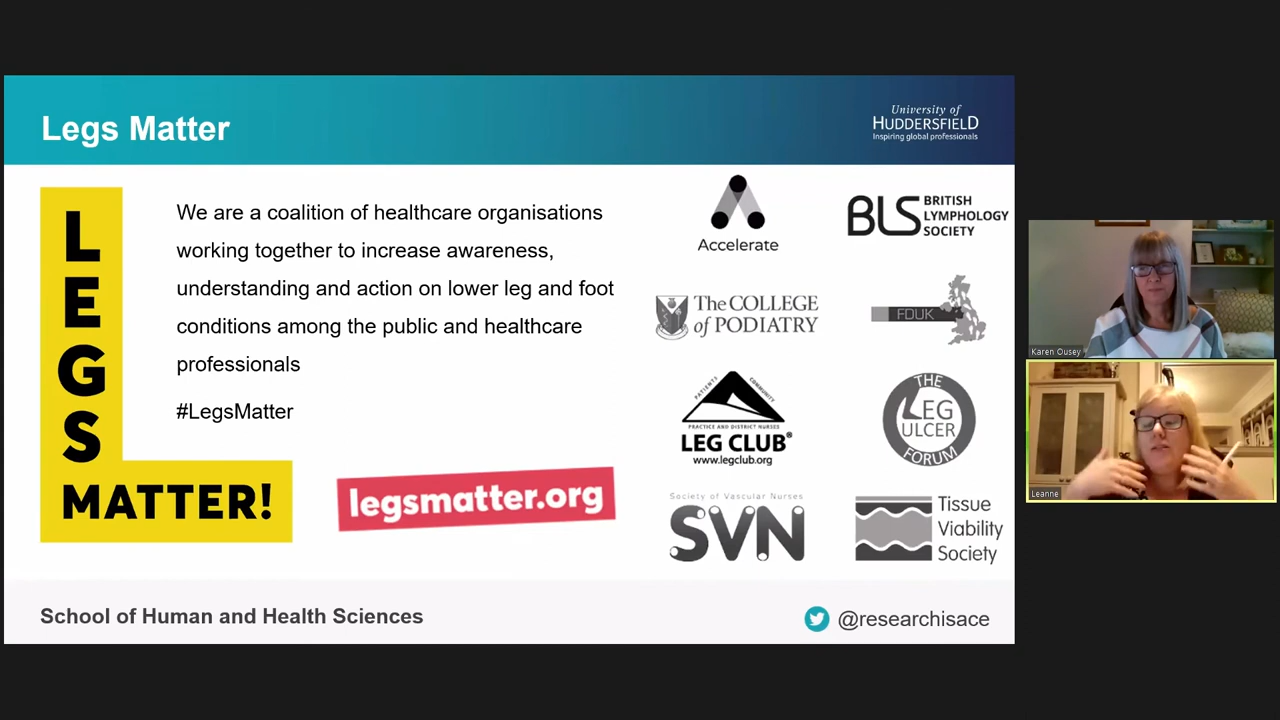 Legs Matter
University of
HUDDERSFIELD
Inspiring global professionals
LEGS
MATTER!
We are a coalition of healthcare organisations
working together to increase awareness,
understanding and action on lower leg and foot
conditions among the public and healthcare
professionals
#LegsMatter
legsmatter.org
Accelerate
BLS BRITISH
LYMPHOLOGY
SOCIETY
The COLLEGE
of PODIATRY
FDUK
PATIENTS COMMUNITY
PRACTICE AND DISTRICT NURSES
LEG CLUB®
www.legclub.org
THE
LEG
ULCER
FORUM
Society of Vascular Nurses
SVN
Tissue
Viability
Society
School of Human and Health Sciences
@researchisace
Karen Ousey
Leanne